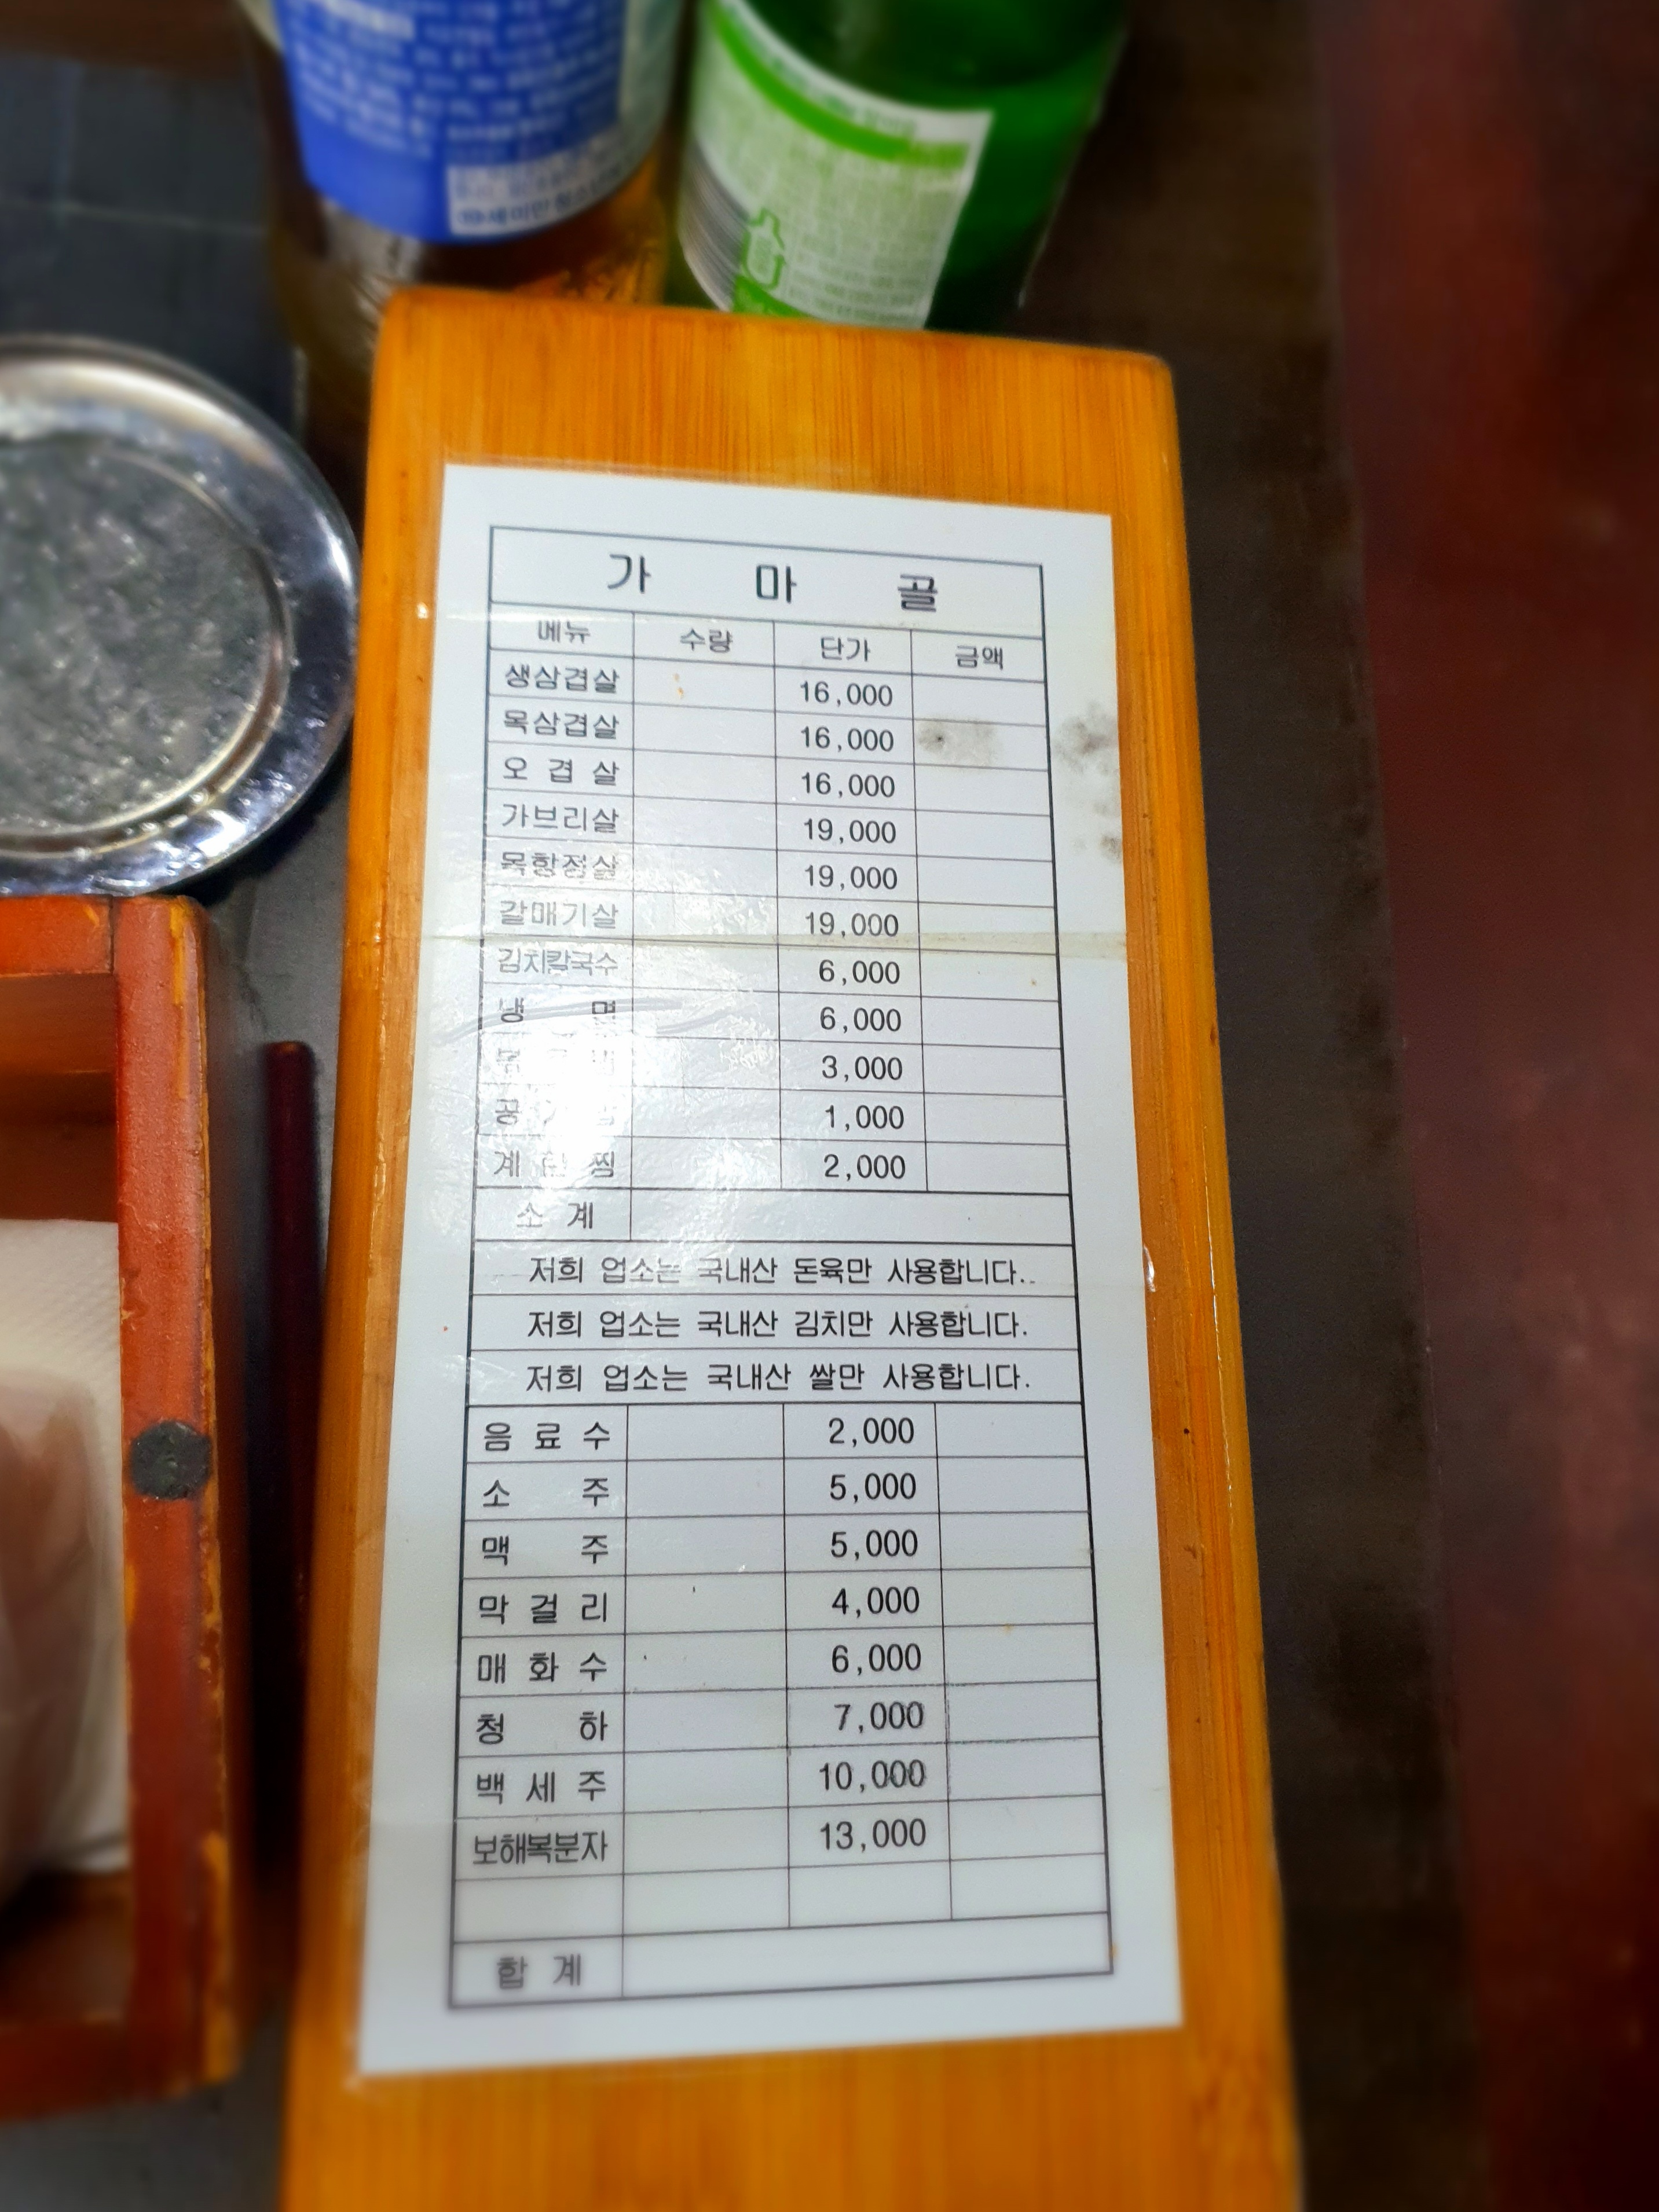 가 마 골
메뉴 수량 단가 금액
생삼겹살 16,000
목삼겹살 16,000
오 겹 살 16,000
가브리살 19,000
목항정살 19,000
갈매기살 19,000
김치칼국수 6,000
냉 면 6,000
3,000
1,000
2,000
소 계
저희 업소는 국내산 돈육만 사용합니다..
저희 업소는 국내산 김치만 사용합니다.
저희 업소는 국내산 쌀만 사용합니다.
음 료 수 2,000
소 주 5,000
맥 주 5,000
막 걸 리 4,000
매 화 수 6,000
청 하 7,000
백 세 주 10,000
보해복분자 13,000
합 계